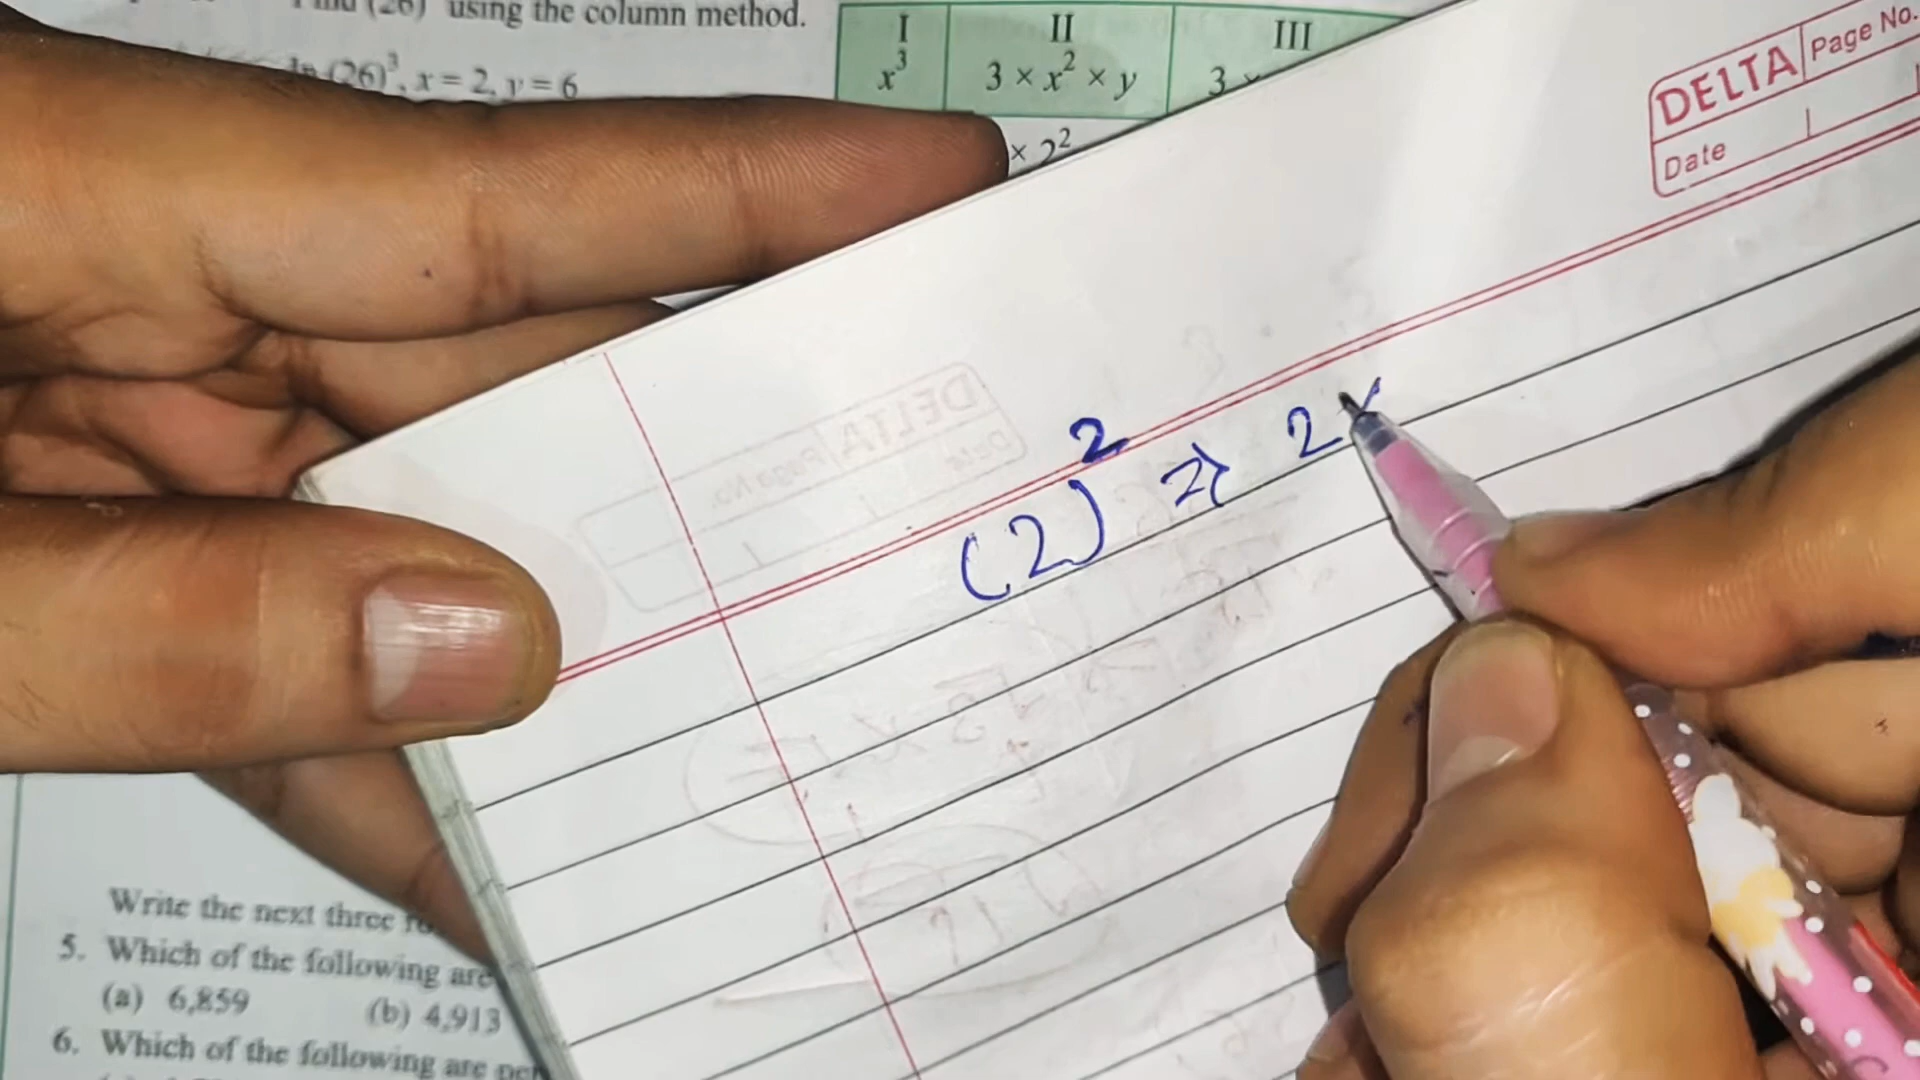 (26) using the column method.
(26)³, x = 2, y = 6
I II III
x³ 3 × x² × y 3 ×
× 2²
DELTA Page No.
Date
(2)² ⇒ 2 ×
Write the next three
5. Which of the following are
(a) 6,859 (b) 4,913
6. Which of the following are